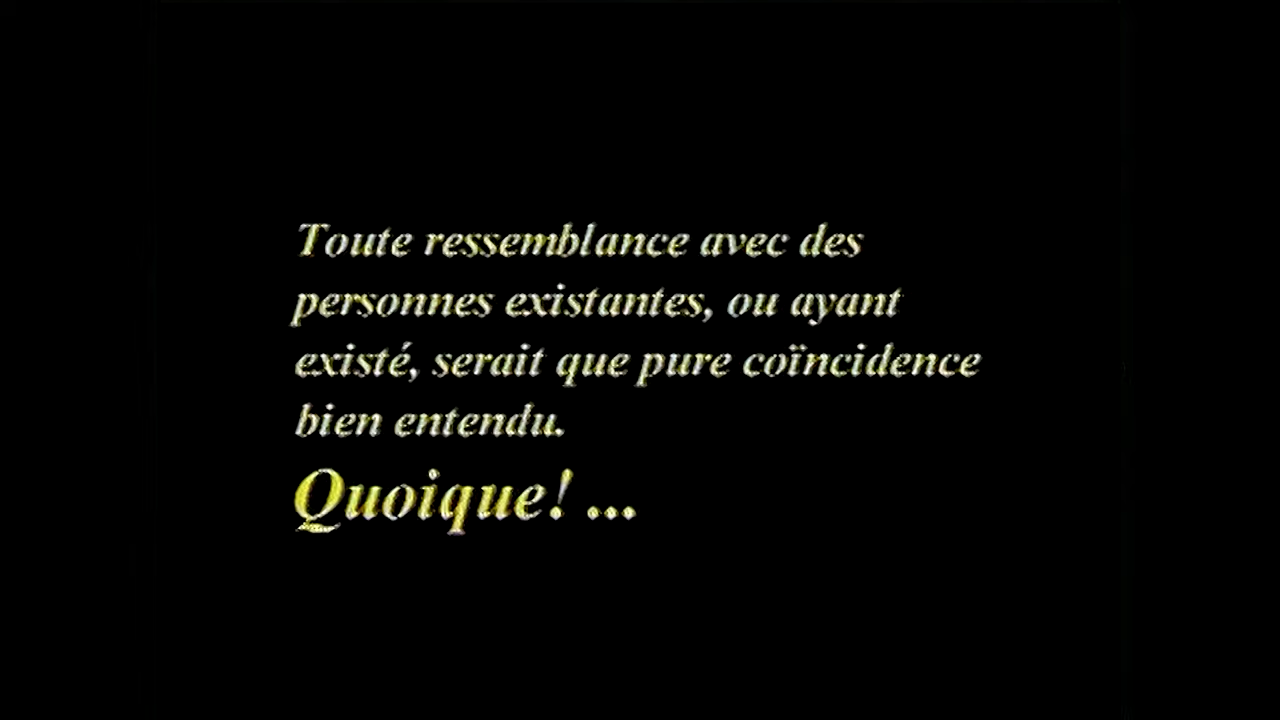 Toute ressemblance avec des
personnes existantes, ou ayant
existé, serait que pure coïncidence
bien entendu.
Quoique! ...